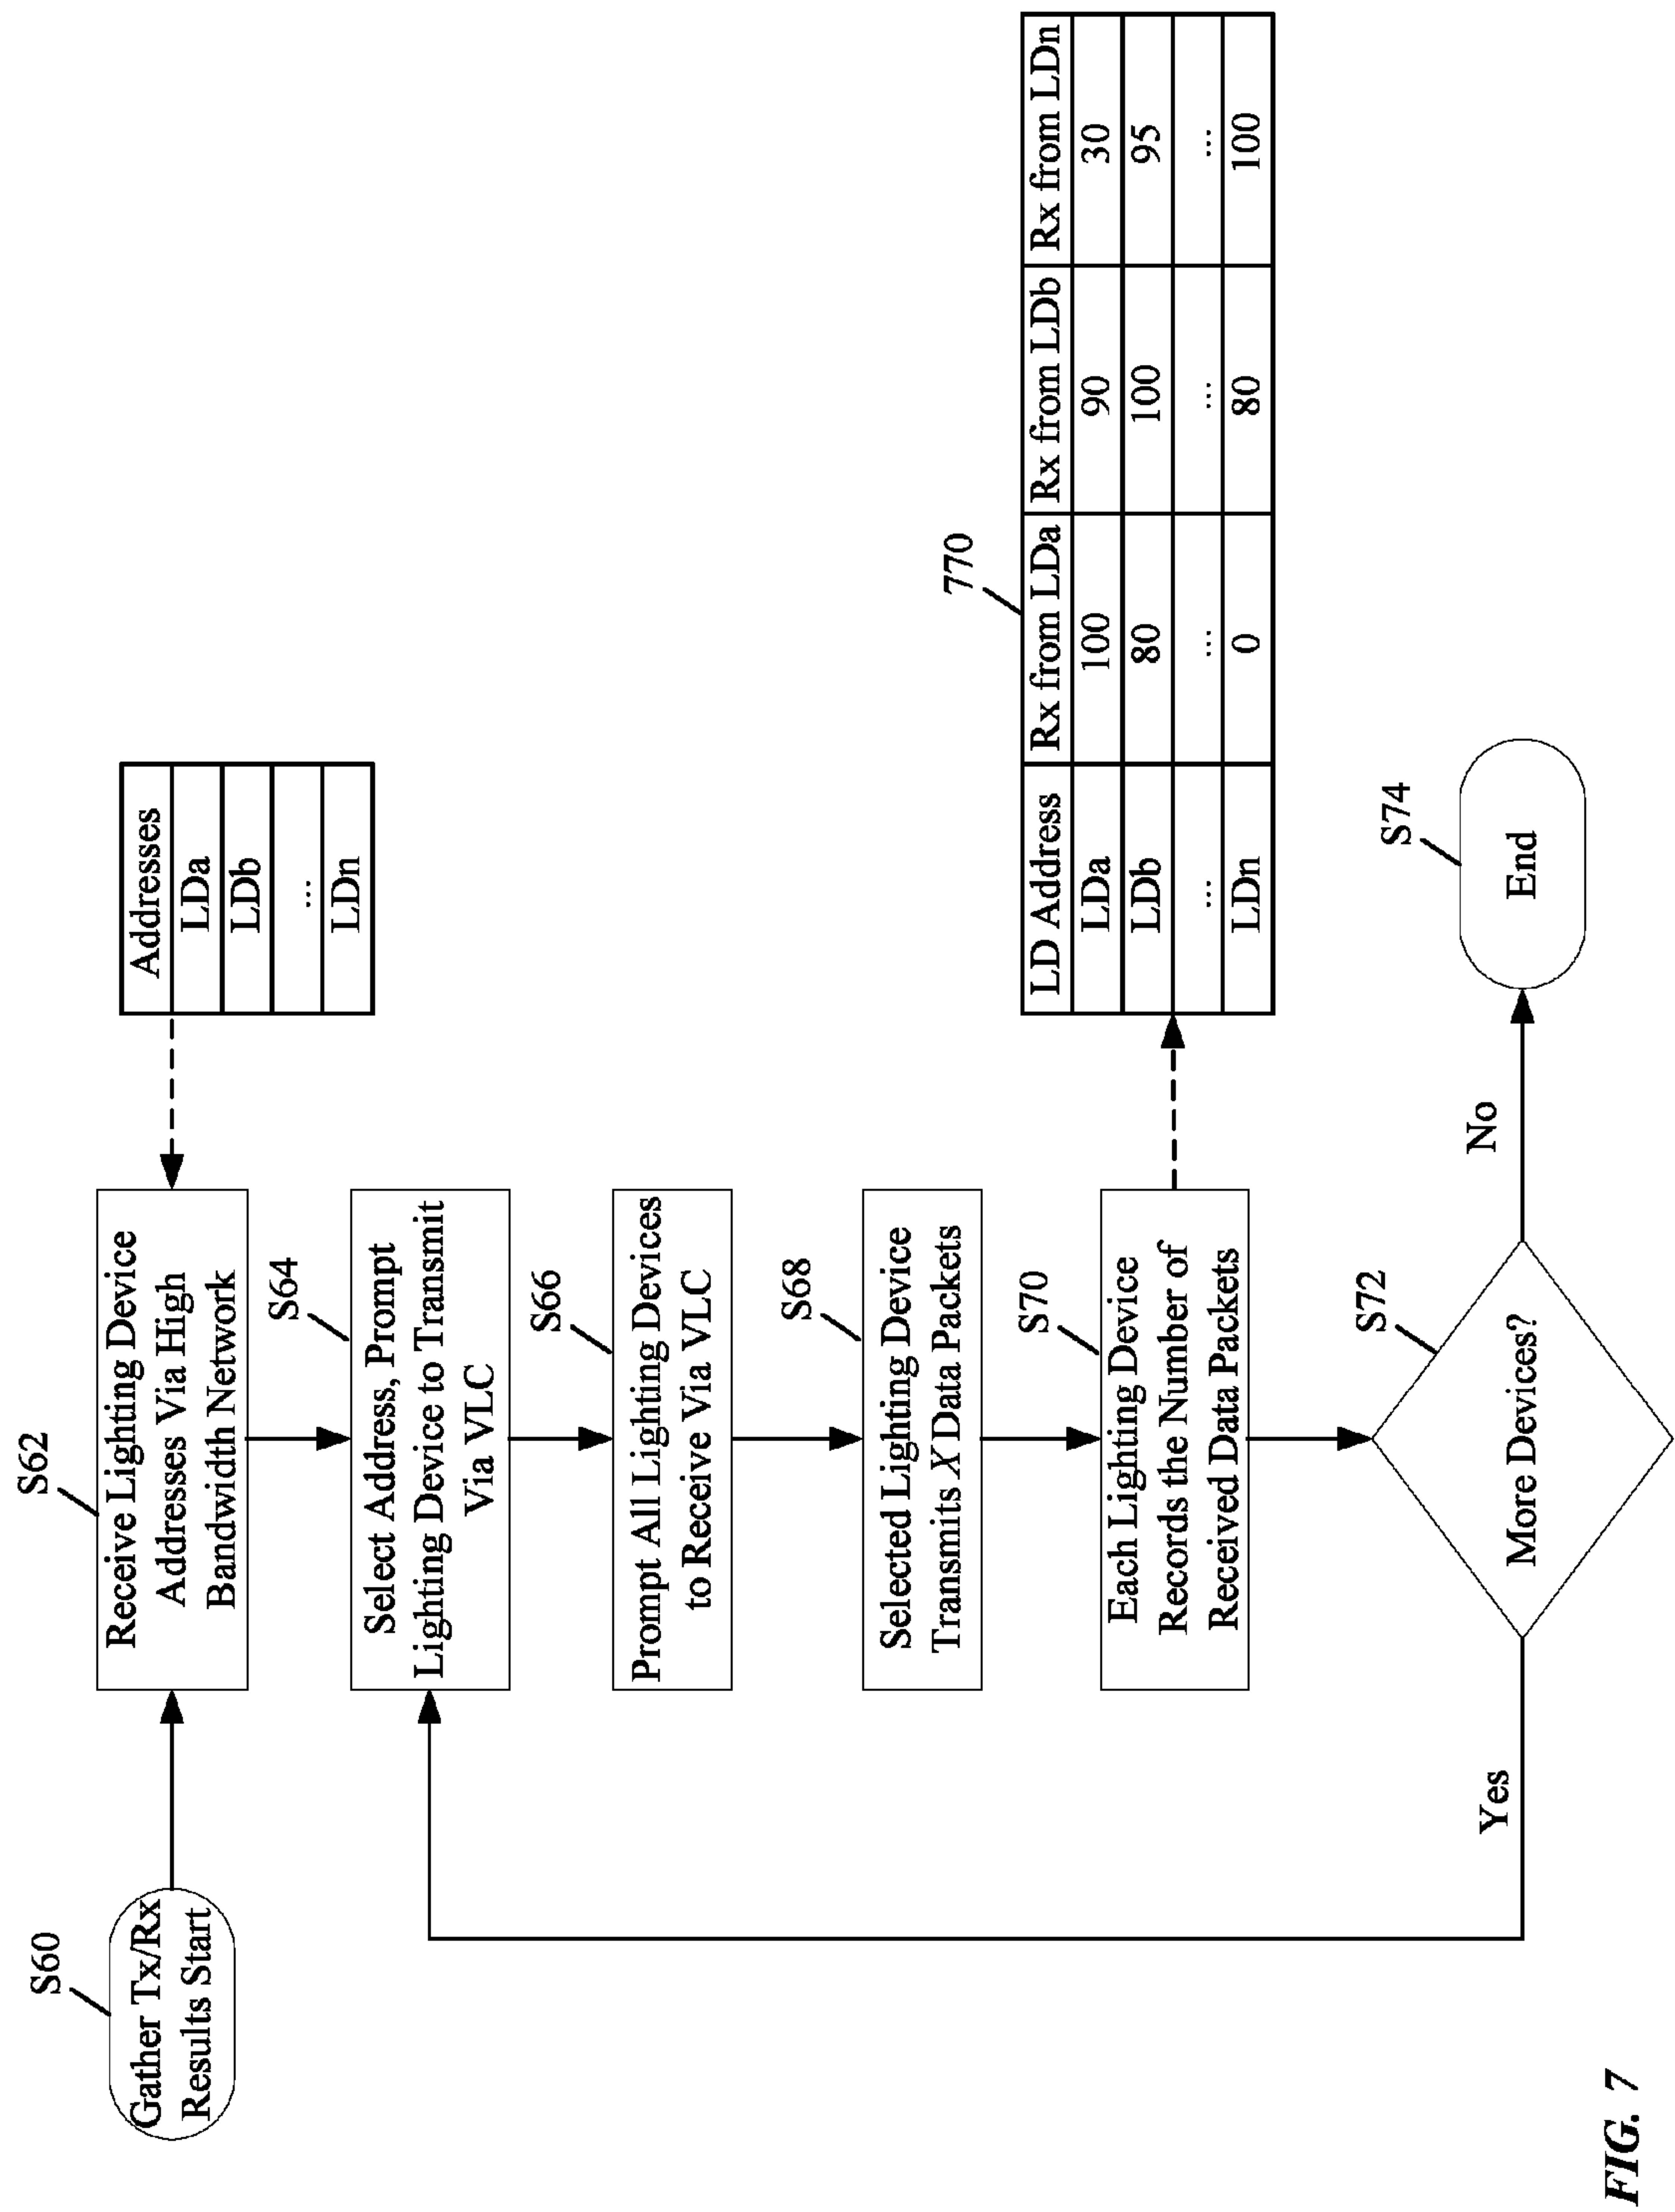 S60
Gather Tx/Rx
Results Start
S62
Receive Lighting Device
Addresses Via High
Bandwidth Network
Addresses
LDa
LDb
...
LDn
S64
Select Address, Prompt
Lighting Device to Transmit
Via VLC
S66
Prompt All Lighting Devices
to Receive Via VLC
S68
Selected Lighting Device
Transmits X Data Packets
S70
Each Lighting Device
Records the Number of
Received Data Packets
770
LD Address Rx from LDa Rx from LDb Rx from LDn
LDa 100 90 30
LDb 80 100 95
... ... ... ...
LDn 0 80 100
S72
More Devices?
Yes
No
S74
End
FIG. 7